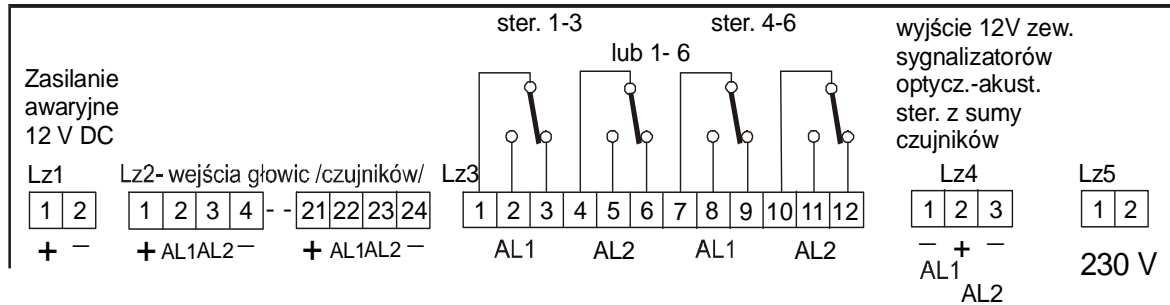 ster. 1-3 ster. 4-6
lub 1- 6
wyjście 12V zew.
sygnalizatorów
optycz.-akust.
ster. z sumy
czujników
Zasilanie
awaryjne
12 V DC
Lz1 Lz2- wejścia głowic /czujników/ Lz3 Lz4 Lz5
1 2 1 2 3 4 - - 21 22 23 24 1 2 3 4 5 6 7 8 9 10 11 12 1 2 3 1 2
+ − + AL1 AL2 − + AL1 AL2 − AL1 AL2 AL1 AL2 − + − 230 V
AL1
AL2